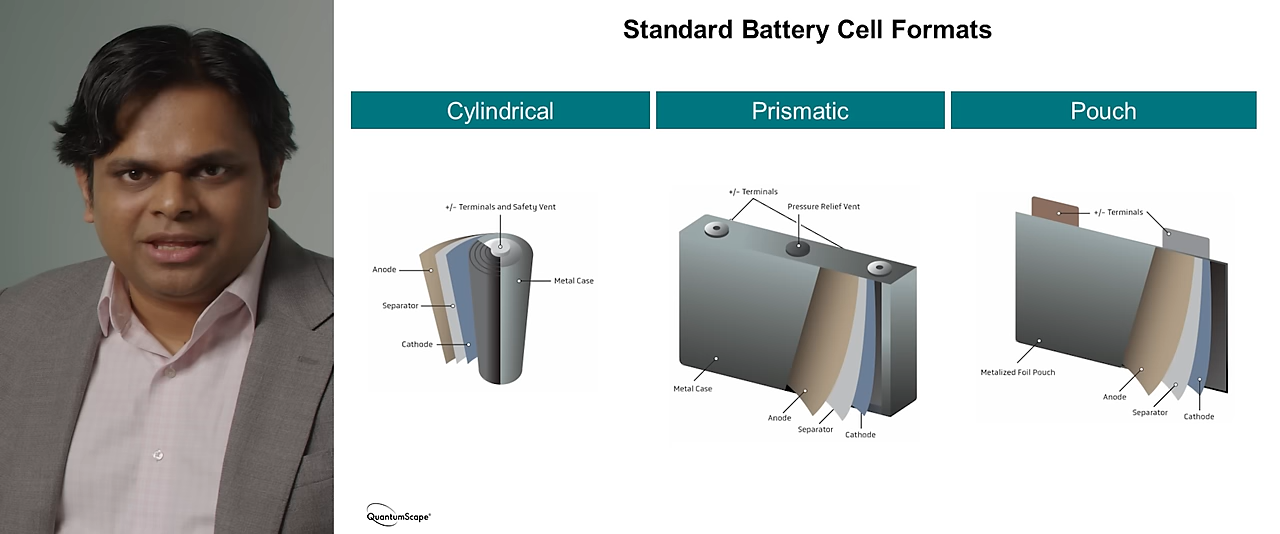 Standard Battery Cell Formats
Cylindrical
Prismatic
Pouch
+/− Terminals and Safety Vent
Anode
Separator
Cathode
Metal Case
+/− Terminals
Pressure Relief Vent
Metal Case
Anode
Separator
Cathode
+/− Terminals
Metalized Foil Pouch
Anode
Separator
Cathode
QuantumScape®